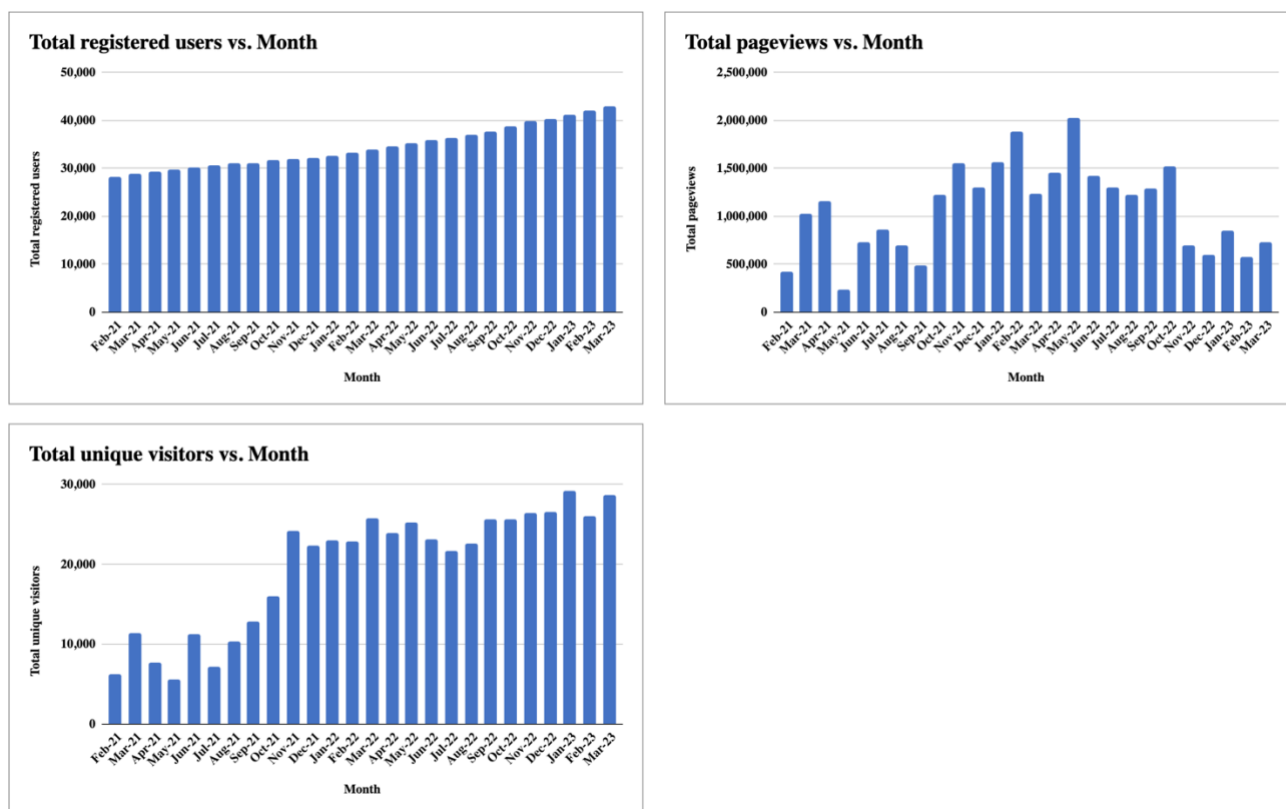 Total registered users vs. Month
50,000
40,000
30,000
20,000
10,000
0
Total registered users
Feb-21
Mar-21
Apr-21
May-21
Jun-21
Jul-21
Aug-21
Sep-21
Oct-21
Nov-21
Dec-21
Jan-22
Feb-22
Mar-22
Apr-22
May-22
Jun-22
Jul-22
Aug-22
Sep-22
Oct-22
Nov-22
Dec-22
Jan-23
Feb-23
Mar-23
Month
Total pageviews vs. Month
2,500,000
2,000,000
1,500,000
1,000,000
500,000
0
Total pageviews
Feb-21
Mar-21
Apr-21
May-21
Jun-21
Jul-21
Aug-21
Sep-21
Oct-21
Nov-21
Dec-21
Jan-22
Feb-22
Mar-22
Apr-22
May-22
Jun-22
Jul-22
Aug-22
Sep-22
Oct-22
Nov-22
Dec-22
Jan-23
Feb-23
Mar-23
Month
Total unique visitors vs. Month
30,000
20,000
10,000
0
Total unique visitors
Feb-21
Mar-21
Apr-21
May-21
Jun-21
Jul-21
Aug-21
Sep-21
Oct-21
Nov-21
Dec-21
Jan-22
Feb-22
Mar-22
Apr-22
May-22
Jun-22
Jul-22
Aug-22
Sep-22
Oct-22
Nov-22
Dec-22
Jan-23
Feb-23
Mar-23
Month